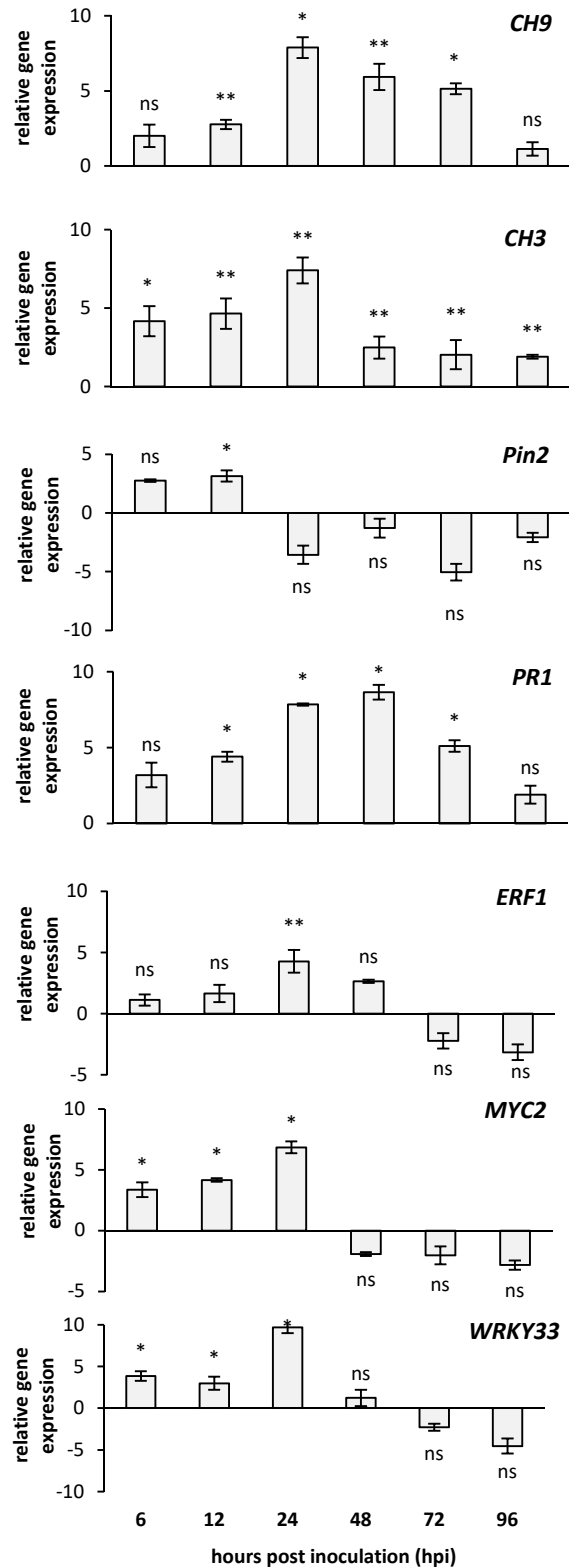 CH9
relative gene
expression
10
5
0
ns
**
*
**
*
ns
CH3
relative gene
expression
10
5
0
*
**
**
**
**
**
Pin2
relative gene
expression
5
0
-5
-10
ns
*
ns
ns
ns
ns
PR1
relative gene
expression
10
5
0
ns
*
*
*
*
ns
ERF1
relative gene
expression
10
5
0
-5
ns
ns
**
ns
ns
ns
MYC2
relative gene
expression
10
5
0
-5
*
*
*
ns
ns
ns
WRKY33
relative gene
expression
10
5
0
-5
-10
*
*
*
ns
ns
ns
6 12 24 48 72 96
hours post inoculation (hpi)